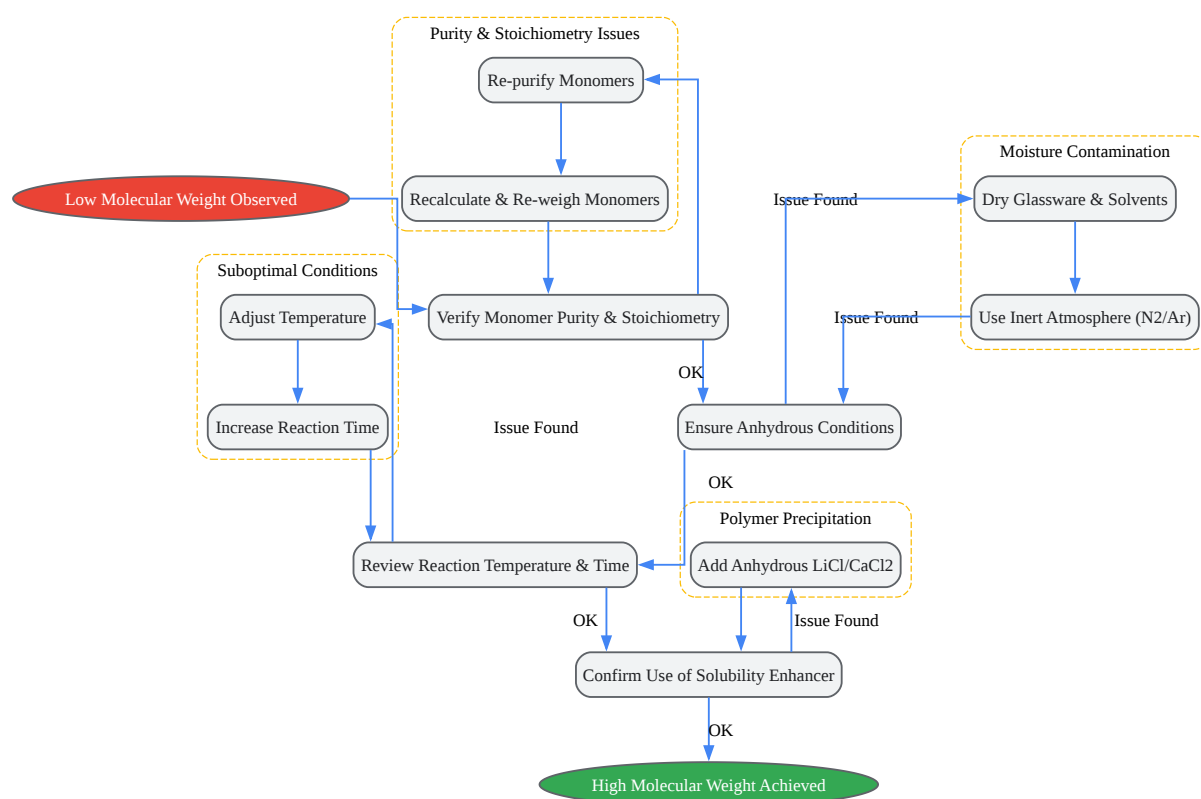 Purity & Stoichiometry Issues
Re-purify Monomers
Moisture Contamination
Low Molecular Weight Observed
Recalculate & Re-weigh Monomers
Issue Found
Dry Glassware & Solvents
Suboptimal Conditions
Adjust Temperature
Verify Monomer Purity & Stoichiometry
Issue Found
Use Inert Atmosphere (N2/Ar)
OK
Increase Reaction Time
Issue Found
Ensure Anhydrous Conditions
OK
Polymer Precipitation
Review Reaction Temperature & Time
Add Anhydrous LiCl/CaCl2
OK
Issue Found
Confirm Use of Solubility Enhancer
OK
High Molecular Weight Achieved